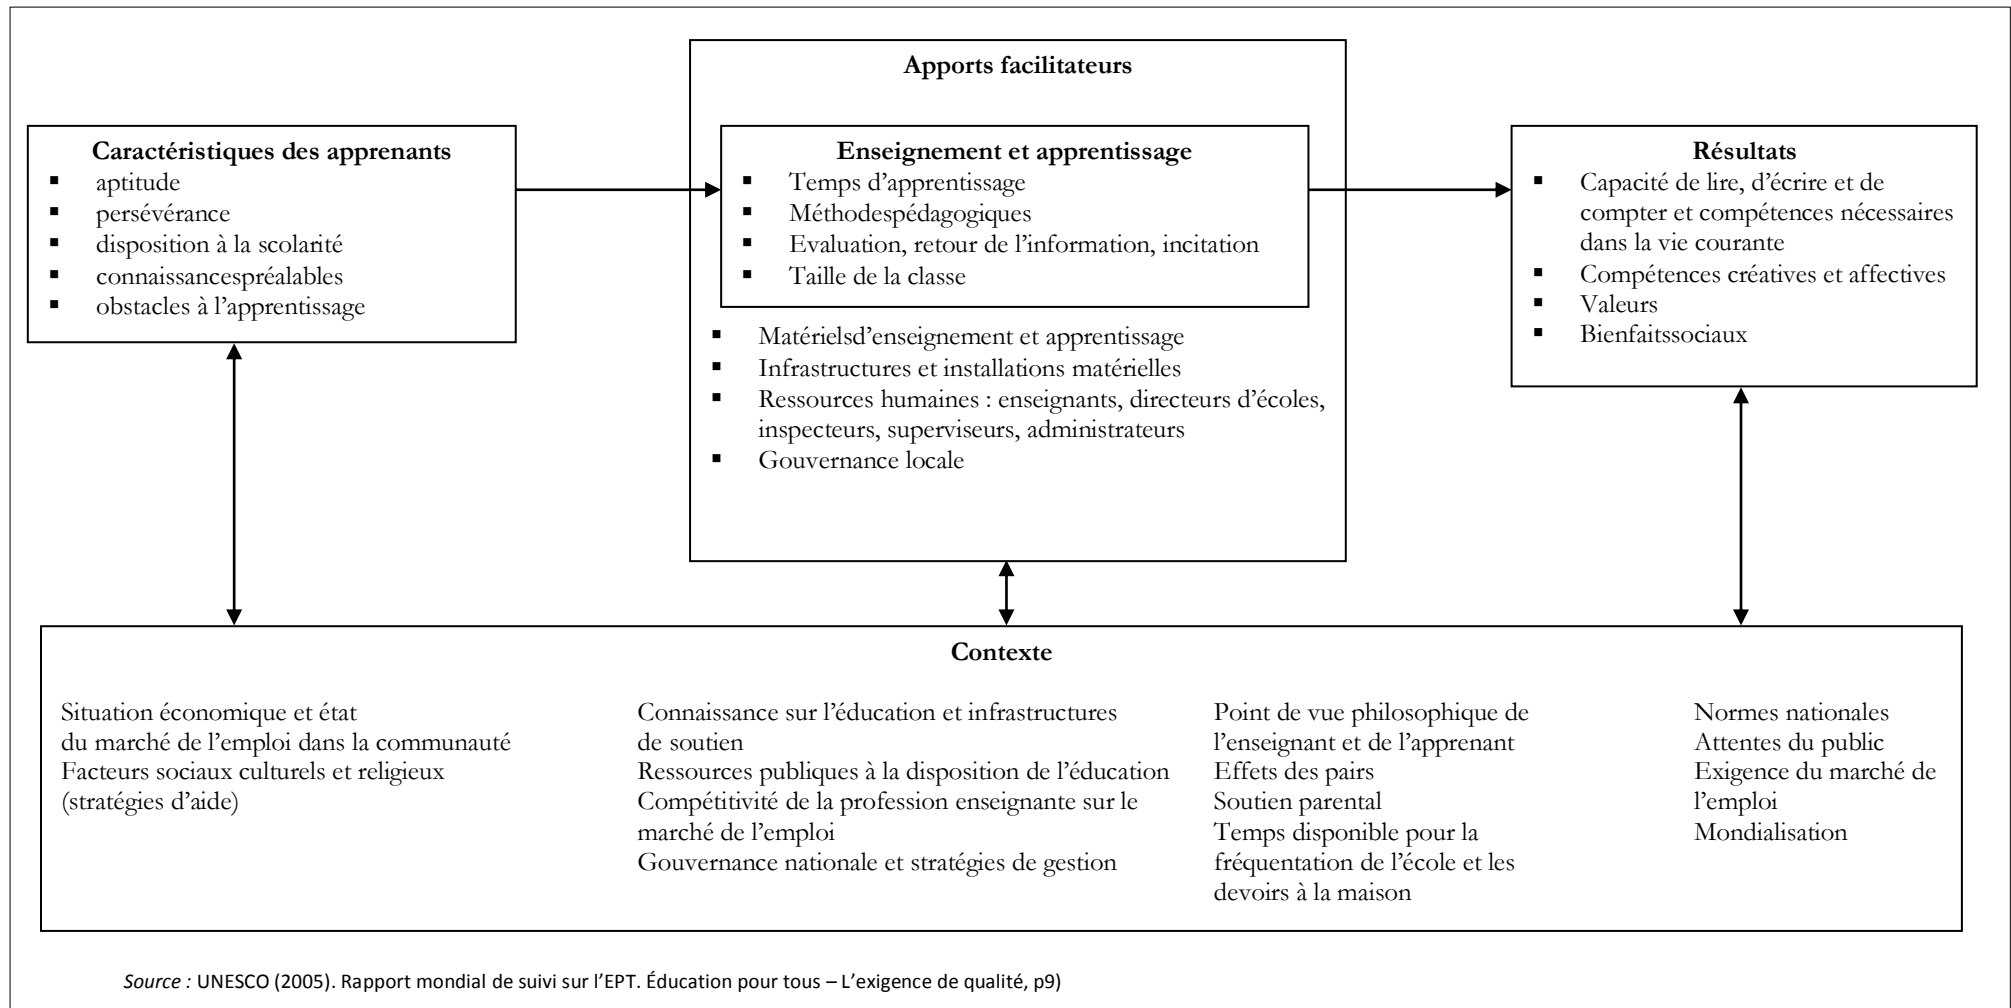 Apports facilitateurs
Caractéristiques des apprenants
▪ aptitude
▪ persévérance
▪ disposition à la scolarité
▪ connaissancespréalables
▪ obstacles à l'apprentissage
Enseignement et apprentissage
▪ Temps d'apprentissage
▪ Méthodespédagogiques
▪ Evaluation, retour de l'information, incitation
▪ Taille de la classe
▪ Matérielsd'enseignement et apprentissage
▪ Infrastructures et installations matérielles
▪ Ressources humaines : enseignants, directeurs d'écoles,
inspecteurs, superviseurs, administrateurs
▪ Gouvernance locale
Résultats
▪ Capacité de lire, d'écrire et de
compter et compétences nécessaires
dans la vie courante
▪ Compétences créatives et affectives
▪ Valeurs
▪ Bienfaitssociaux
Contexte
Situation économique et état
du marché de l'emploi dans la communauté
Facteurs sociaux culturels et religieux
(stratégies d'aide)
Connaissance sur l'éducation et infrastructures
de soutien
Ressources publiques à la disposition de l'éducation
Compétitivité de la profession enseignante sur le
marché de l'emploi
Gouvernance nationale et stratégies de gestion
Point de vue philosophique de
l'enseignant et de l'apprenant
Effets des pairs
Soutien parental
Temps disponible pour la
fréquentation de l'école et les
devoirs à la maison
Normes nationales
Attentes du public
Exigence du marché de
l'emploi
Mondialisation
Source : UNESCO (2005). Rapport mondial de suivi sur l'EPT. Éducation pour tous – L'exigence de qualité, p9)